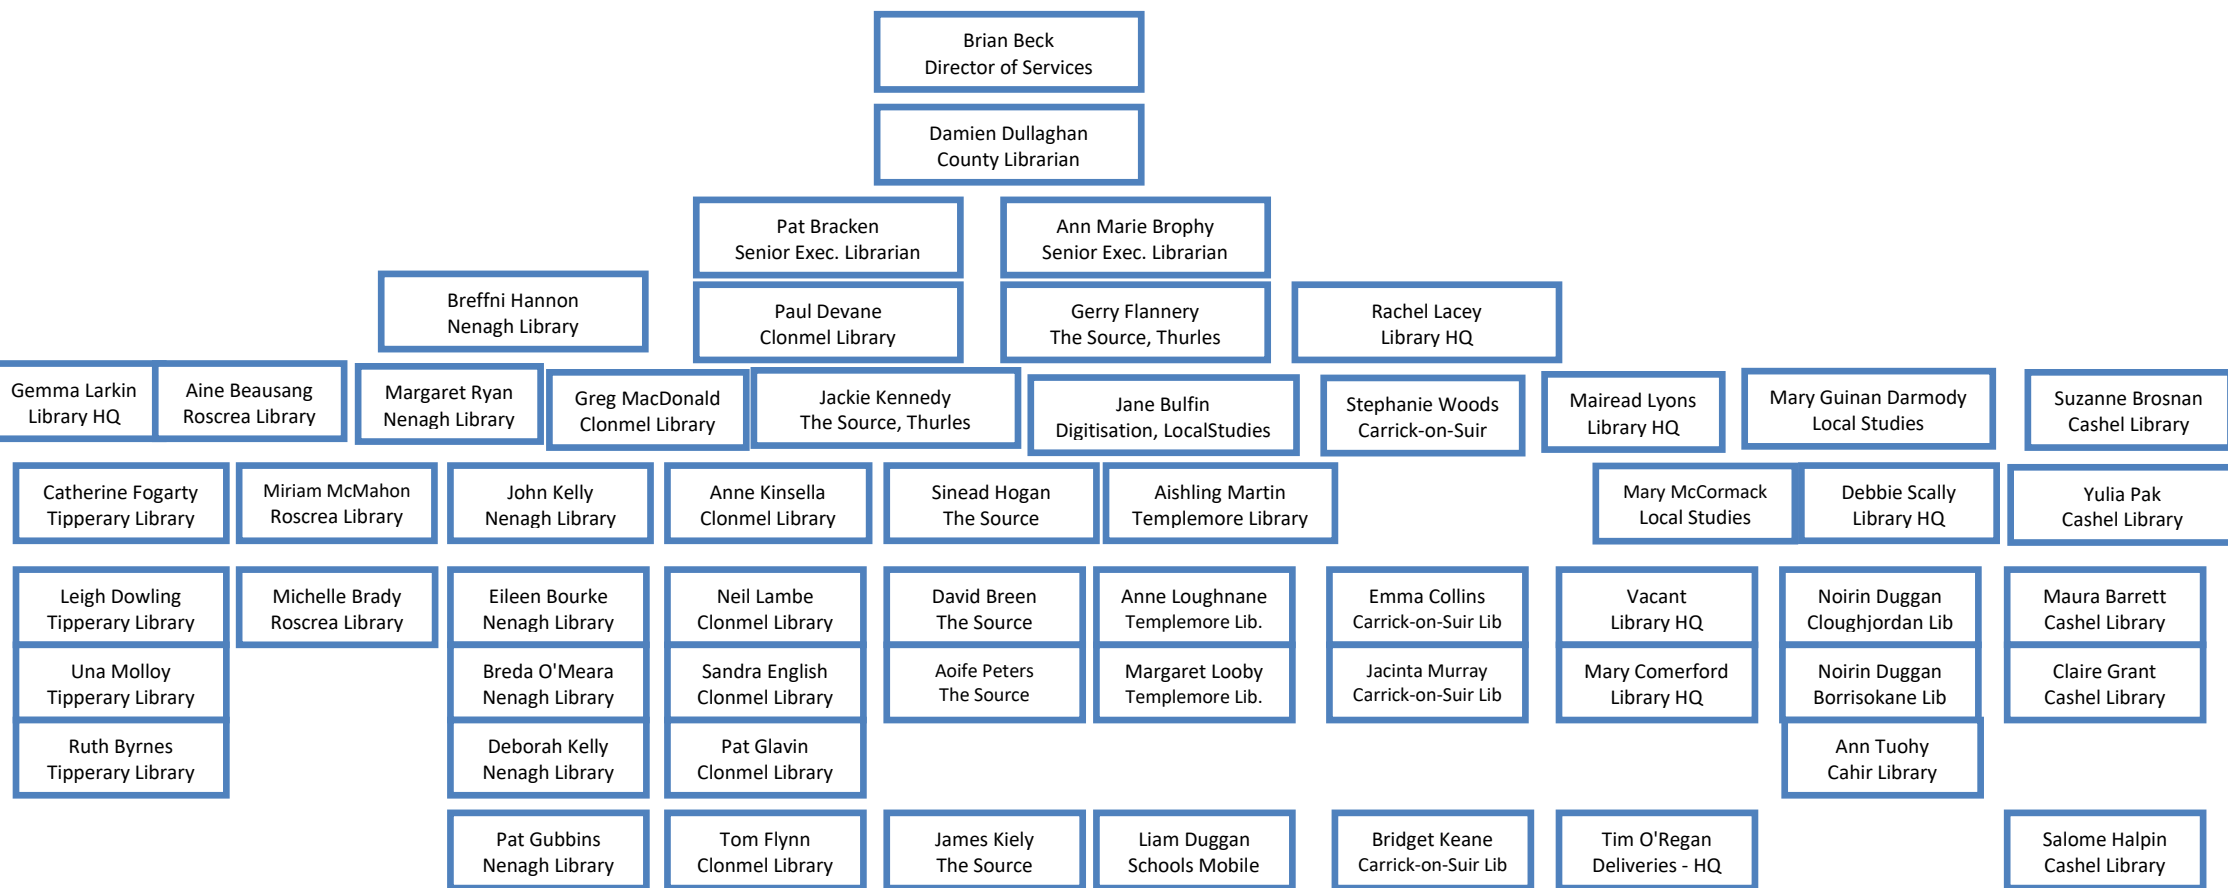 Brian Beck
Director of Services
Damien Dullaghan
County Librarian
Pat Bracken
Senior Exec. Librarian
Ann Marie Brophy
Senior Exec. Librarian
Breffni Hannon
Nenagh Library
Paul Devane
Clonmel Library
Gerry Flannery
The Source, Thurles
Rachel Lacey
Library HQ
Gemma Larkin
Library HQ
Aine Beausang
Roscrea Library
Margaret Ryan
Nenagh Library
Greg MacDonald
Clonmel Library
Jackie Kennedy
The Source, Thurles
Jane Bulfin
Digitisation, LocalStudies
Stephanie Woods
Carrick-on-Suir
Mairead Lyons
Library HQ
Mary Guinan Darmody
Local Studies
Suzanne Brosnan
Cashel Library
Catherine Fogarty
Tipperary Library
Miriam McMahon
Roscrea Library
John Kelly
Nenagh Library
Anne Kinsella
Clonmel Library
Sinead Hogan
The Source
Aishling Martin
Templemore Library
Mary McCormack
Local Studies
Debbie Scally
Library HQ
Yulia Pak
Cashel Library
Leigh Dowling
Tipperary Library
Michelle Brady
Roscrea Library
Eileen Bourke
Nenagh Library
Neil Lambe
Clonmel Library
David Breen
The Source
Anne Loughnane
Templemore Lib.
Emma Collins
Carrick-on-Suir Lib
Vacant
Library HQ
Noirin Duggan
Cloughjordan Lib
Maura Barrett
Cashel Library
Una Molloy
Tipperary Library
Breda O'Meara
Nenagh Library
Sandra English
Clonmel Library
Aoife Peters
The Source
Margaret Looby
Templemore Lib.
Jacinta Murray
Carrick-on-Suir Lib
Mary Comerford
Library HQ
Noirin Duggan
Borrisokane Lib
Claire Grant
Cashel Library
Ruth Byrnes
Tipperary Library
Deborah Kelly
Nenagh Library
Pat Glavin
Clonmel Library
Ann Tuohy
Cahir Library
Pat Gubbins
Nenagh Library
Tom Flynn
Clonmel Library
James Kiely
The Source
Liam Duggan
Schools Mobile
Bridget Keane
Carrick-on-Suir Lib
Tim O'Regan
Deliveries - HQ
Salome Halpin
Cashel Library